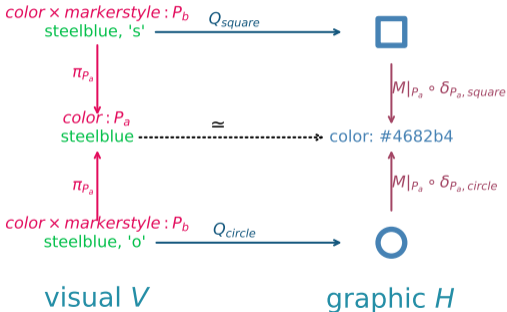 color × markerstyle : P_b
steelblue, 's'
Q_square
π_{P_a}
M|_{P_a} ∘ δ_{P_a, square}
color : P_a
steelblue
≃
color: #4682b4
π_{P_a}
M|_{P_a} ∘ δ_{P_a, circle}
color × markerstyle : P_b
steelblue, 'o'
Q_circle
visual V
graphic H